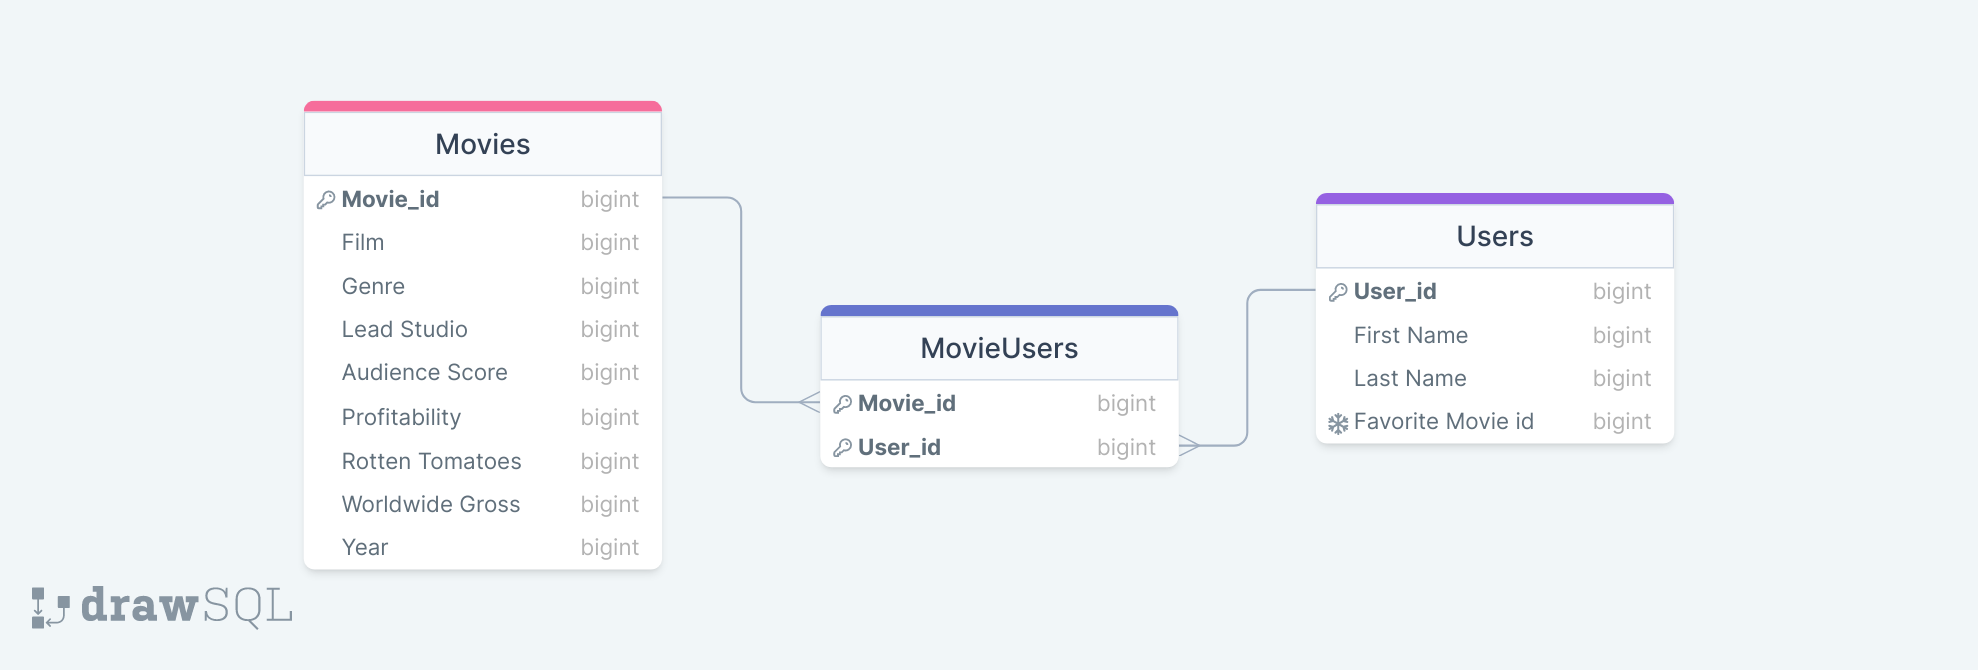 Movies
Movie_id bigint
Film bigint
Genre bigint
Lead Studio bigint
Audience Score bigint
Profitability bigint
Rotten Tomatoes bigint
Worldwide Gross bigint
Year bigint
MovieUsers
Movie_id bigint
User_id bigint
Users
User_id bigint
First Name bigint
Last Name bigint
Favorite Movie id bigint
drawSQL